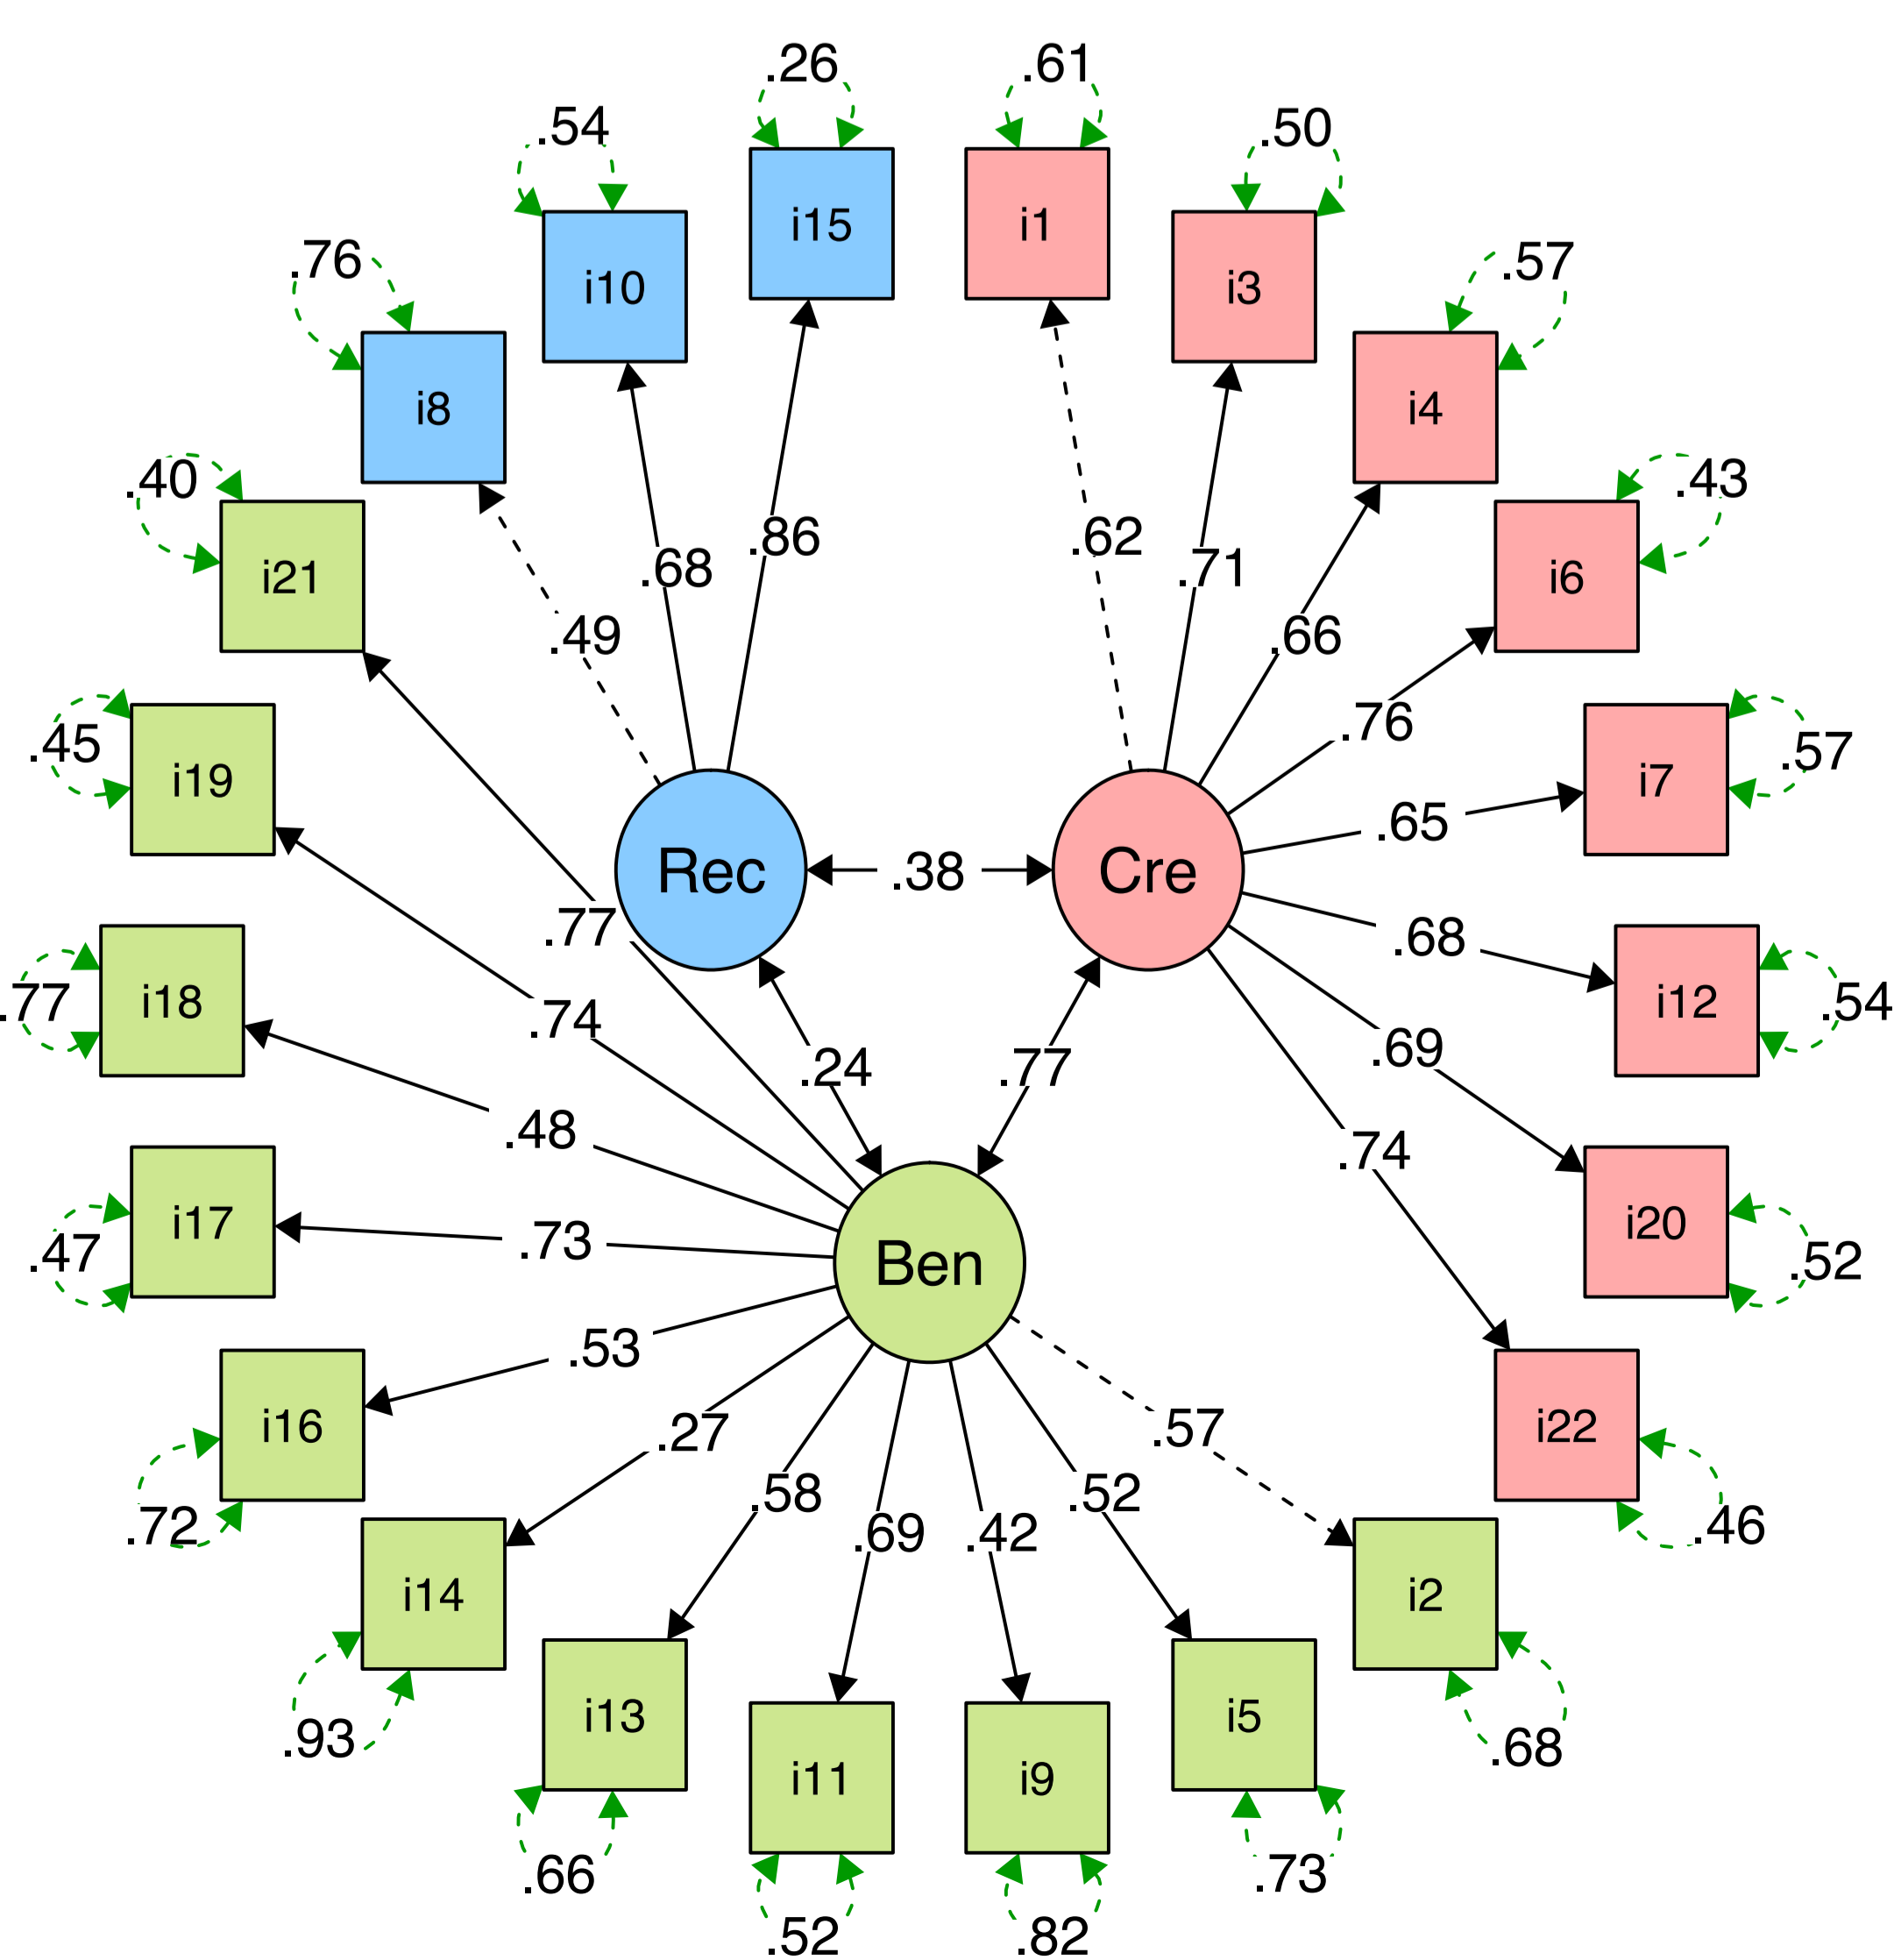 .26
.61
.54
.50
i15
i1
.76
.57
i10
i3
i8
i4
.40
.43
.86
.62
.68
.71
i21
i6
.49
.66
.76
.45
.57
i19
i7
.65
Rec
.38
Cre
.77
.68
.77
i18
i12
.54
.74
.69
.24
.77
.48
.74
i17
i20
.47
.73
Ben
.52
.53
i16
.27
.57
i22
.58
.52
.72
.69
.42
.46
i14
i2
i13
i5
.93
.68
i11
i9
.66
.73
.52
.82